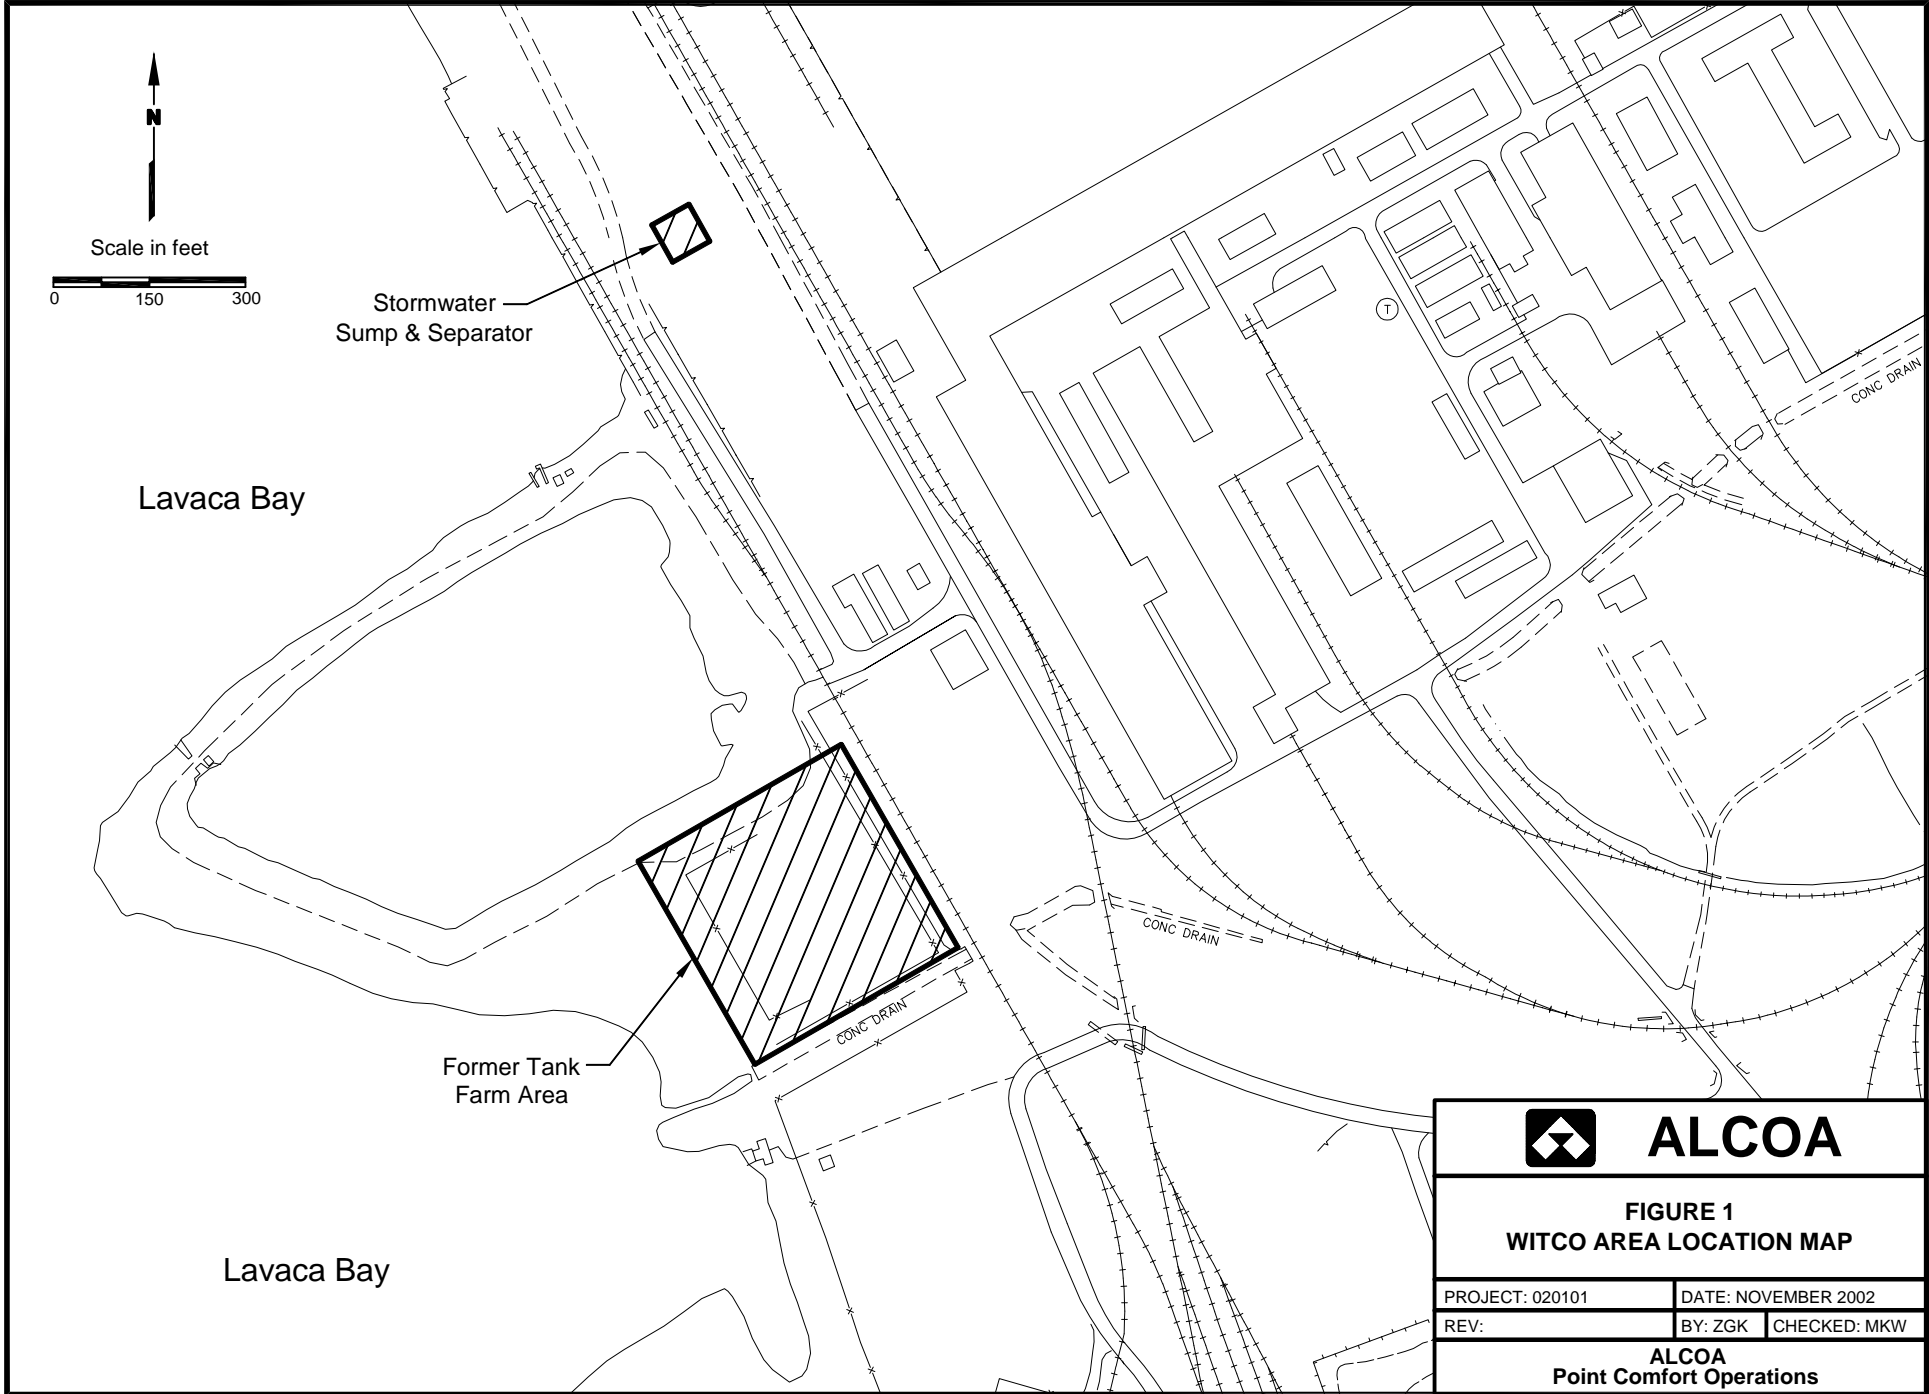 N
Scale in feet
0 150 300
Stormwater
Sump & Separator
T
CONC DRAIN
Lavaca Bay
CONC DRAIN
CONC DRAIN
Former Tank
Farm Area
Lavaca Bay
ALCOA
FIGURE 1
WITCO AREA LOCATION MAP
PROJECT: 020101
DATE: NOVEMBER 2002
REV:
BY: ZGK
CHECKED: MKW
ALCOA
Point Comfort Operations